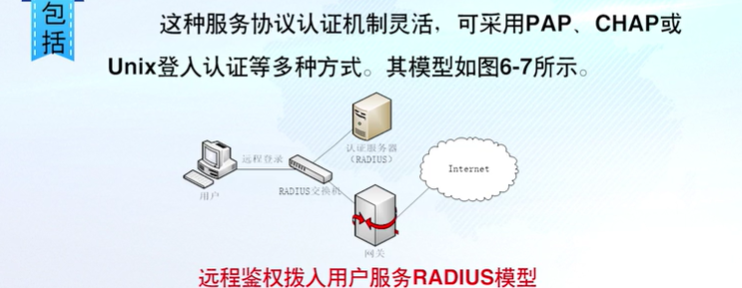 包
括
这种服务协议认证机制灵活，可采用PAP、CHAP或
Unix登入认证等多种方式。其模型如图6-7所示。
认证服务器
（RADIUS）
远程登录
Internet
用户
RADIUS交换机
网关
远程鉴权拨入用户服务RADIUS模型